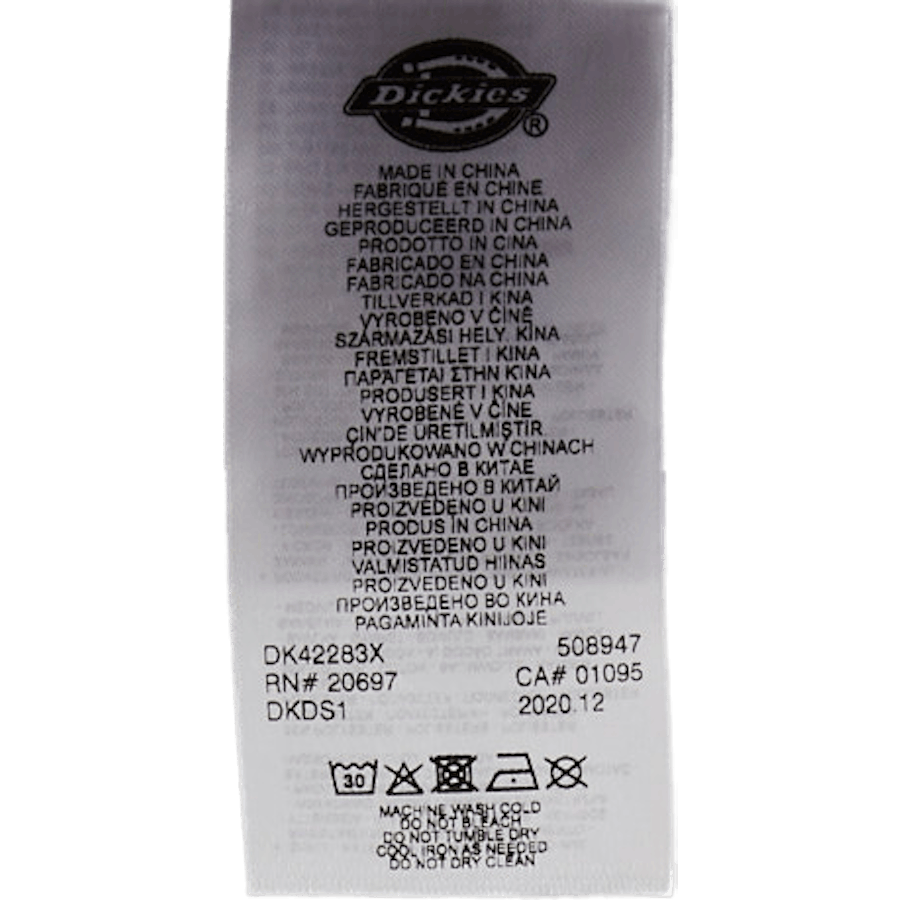 Dickies®
MADE IN CHINA
FABRIQUÉ EN CHINE
HERGESTELLT IN CHINA
GEPRODUCEERD IN CHINA
PRODOTTO IN CINA
FABRICADO EN CHINA
FABRICADO NA CHINA
TILLVERKAD I KINA
VYROBENO V ČÍNĚ
SZÁRMAZÁSI HELY. KÍNA
FREMSTILLET I KINA
ΠΑΡΑΓΕΤΑΙ ΣΤΗΝ ΚΙΝΑ
PRODUSERT I KINA
VYROBENÉ V ČÍNE
ÇİN'DE ÜRETİLMİŞTİR
WYPRODUKOWANO W CHINACH
СДЕЛАНО В КИТАЕ
ПРОИЗВЕДЕНО В КИТАЙ
PROIZVEDENO U KINI
PRODUS ÎN CHINA
PROIZVEDENO U KINI
VALMISTATUD HIINAS
PROIZVEDENO U KINI
ПРОИЗВЕДЕНО ВО КИНА
PAGAMINTA KINIJOJE
DK42283X 508947
RN# 20697 CA# 01095
DKDS1 2020.12
30
MACHINE WASH COLD
DO NOT BLEACH
DO NOT TUMBLE DRY
COOL IRON AS NEEDED
DO NOT DRY CLEAN